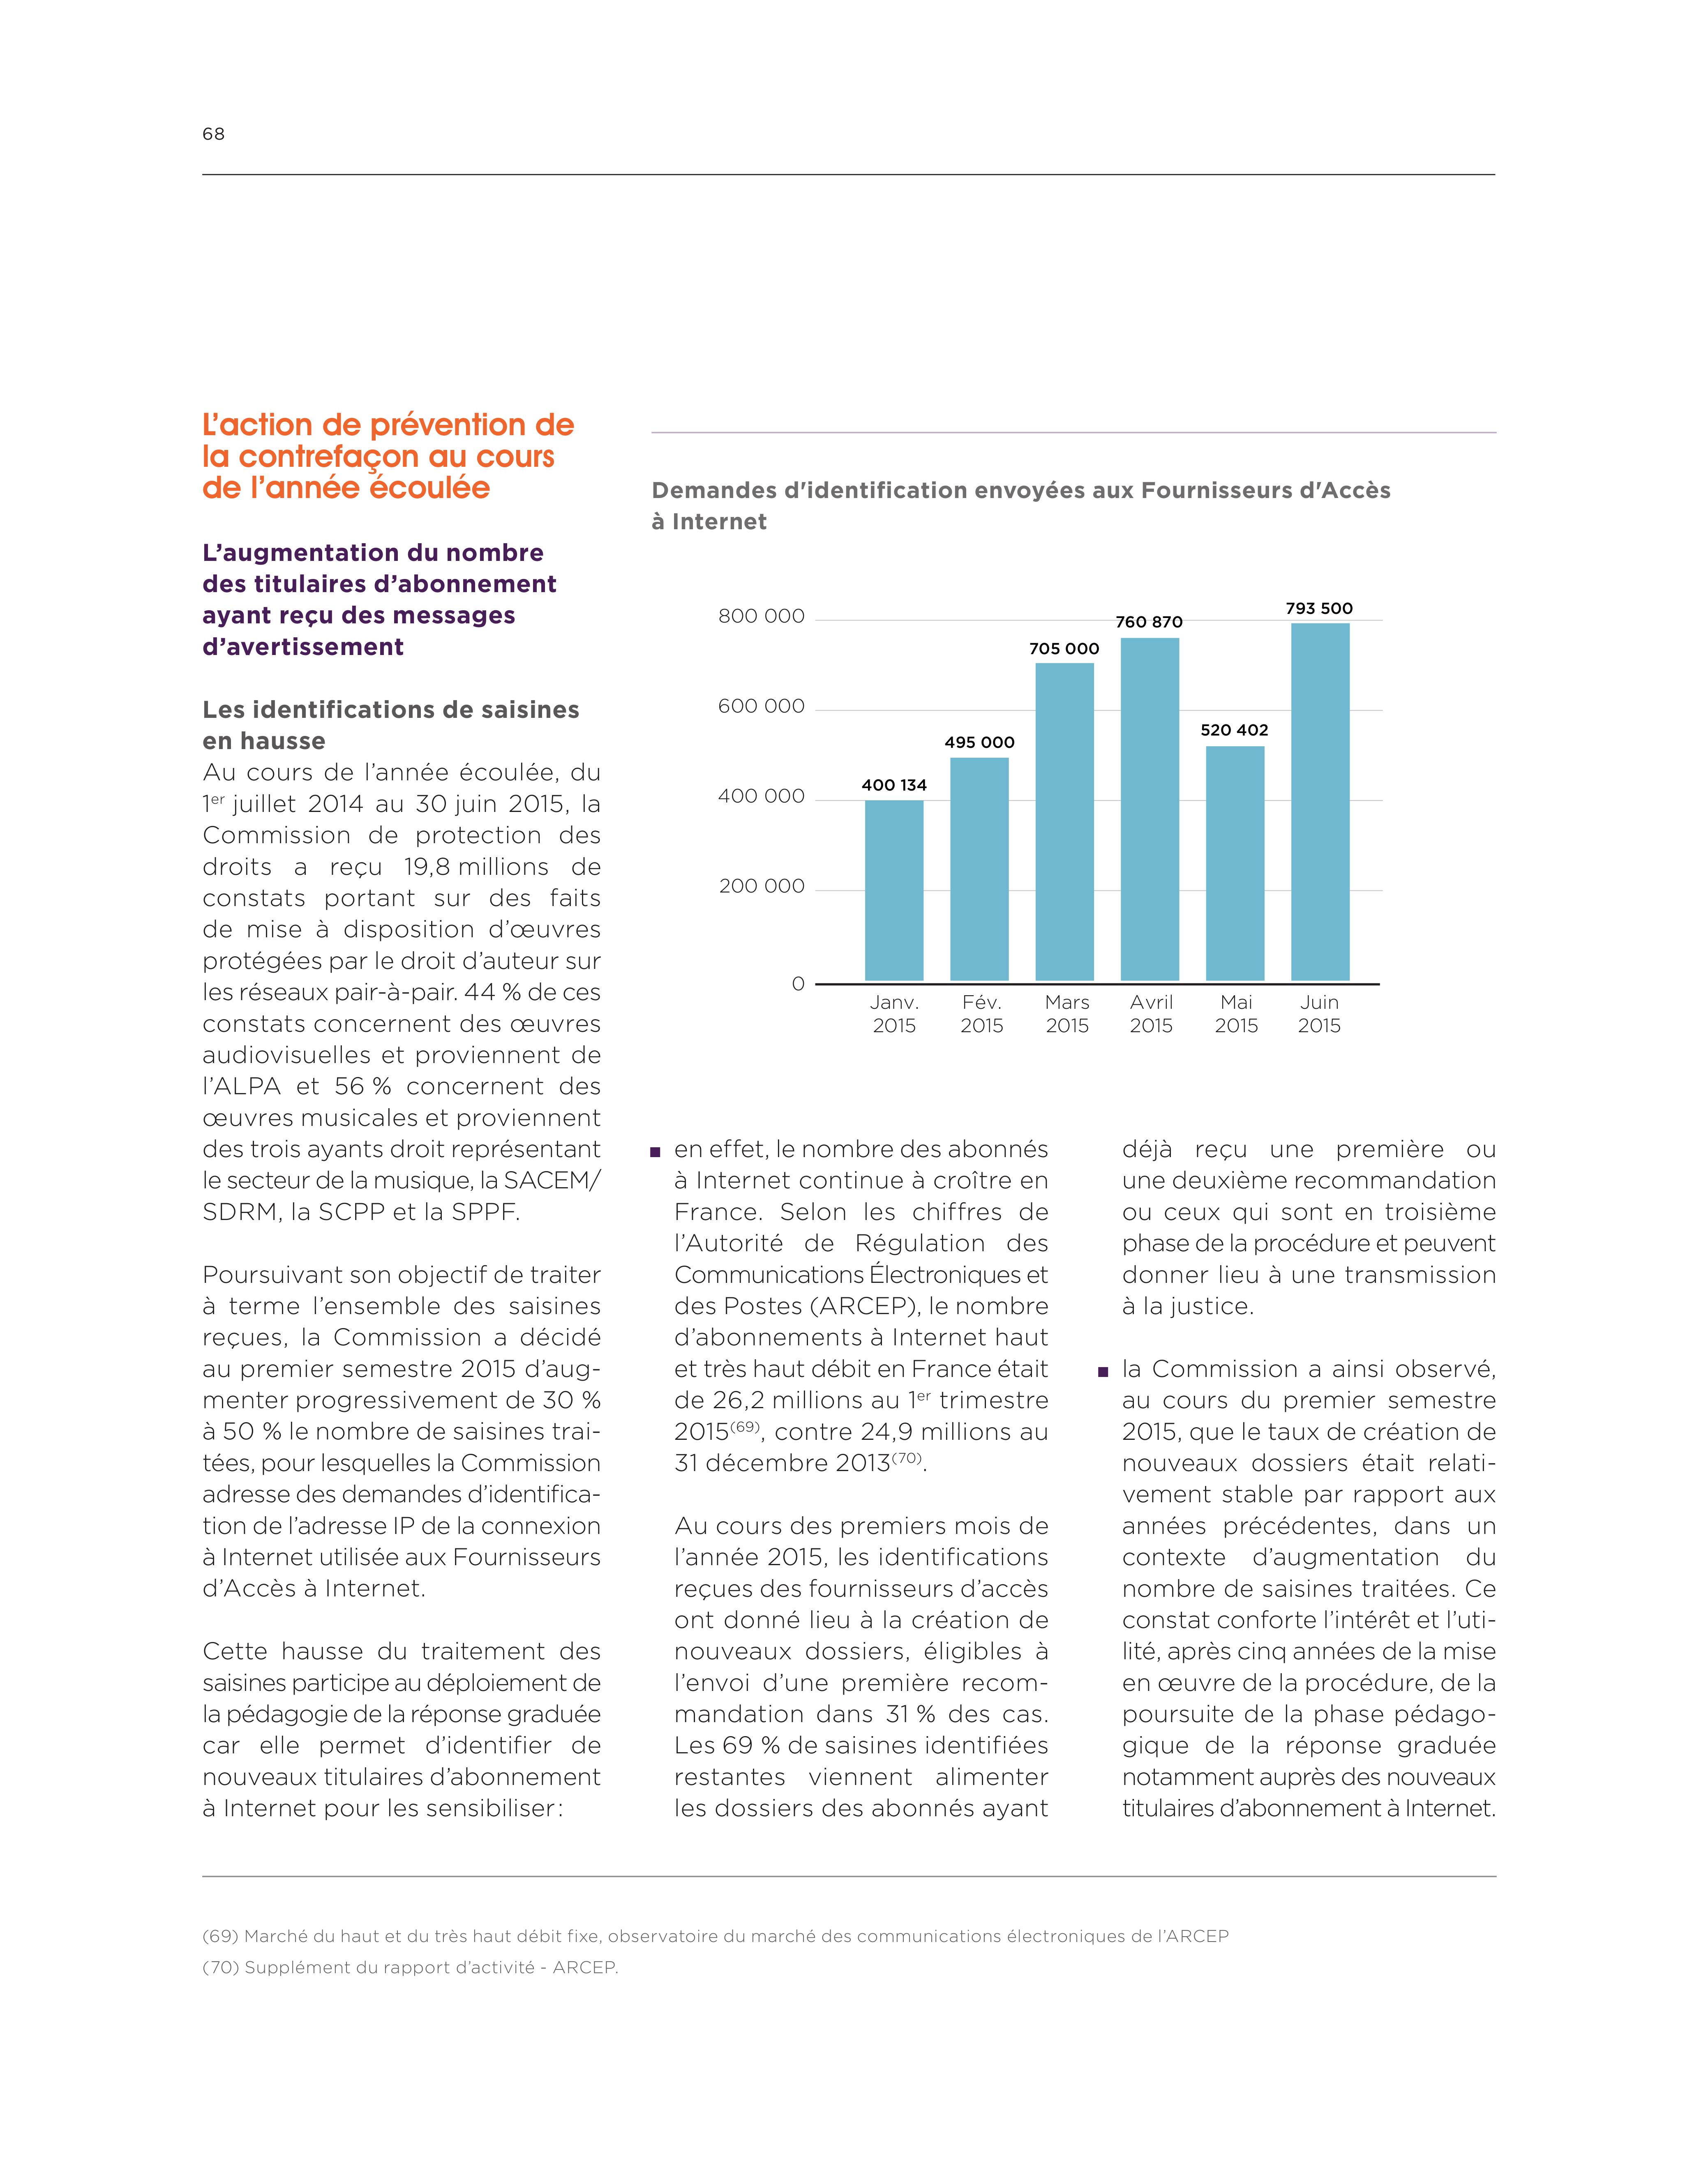 68
L’action de prévention de
la contrefaçon au cours
de l’année écoulée
L’augmentation du nombre
des titulaires d’abonnement
ayant reçu des messages
d’avertissement
Les identifications de saisines
en hausse
Au cours de l’année écoulée, du
1er juillet 2014 au 30 juin 2015, la
Commission de protection des
droits a reçu 19,8 millions de
constats portant sur des faits
de mise à disposition d’œuvres
protégées par le droit d’auteur sur
les réseaux pair-à-pair. 44 % de ces
constats concernent des œuvres
audiovisuelles et proviennent de
l’ALPA et 56 % concernent des
œuvres musicales et proviennent
des trois ayants droit représentant
le secteur de la musique, la SACEM/
SDRM, la SCPP et la SPPF.
Poursuivant son objectif de traiter
à terme l’ensemble des saisines
reçues, la Commission a décidé
au premier semestre 2015 d’aug-
menter progressivement de 30 %
à 50 % le nombre de saisines trai-
tées, pour lesquelles la Commission
adresse des demandes d’identifica-
tion de l’adresse IP de la connexion
à Internet utilisée aux Fournisseurs
d’Accès à Internet.
Cette hausse du traitement des
saisines participe au déploiement de
la pédagogie de la réponse graduée
car elle permet d’identifier de
nouveaux titulaires d’abonnement
à Internet pour les sensibiliser :
Demandes d'identification envoyées aux Fournisseurs d'Accès
à Internet
800 000
600 000
400 000
200 000
0
400 134
495 000
705 000
760 870
520 402
793 500
Janv. Fév. Mars Avril Mai Juin
2015 2015 2015 2015 2015 2015
■ en effet, le nombre des abonnés
à Internet continue à croître en
France. Selon les chiffres de
l’Autorité de Régulation des
Communications Électroniques et
des Postes (ARCEP), le nombre
d’abonnements à Internet haut
et très haut débit en France était
de 26,2 millions au 1er trimestre
2015(69), contre 24,9 millions au
31 décembre 2013(70).
Au cours des premiers mois de
l’année 2015, les identifications
reçues des fournisseurs d’accès
ont donné lieu à la création de
nouveaux dossiers, éligibles à
l’envoi d’une première recom-
mandation dans 31 % des cas.
Les 69 % de saisines identifiées
restantes viennent alimenter
les dossiers des abonnés ayant
déjà reçu une première ou
une deuxième recommandation
ou ceux qui sont en troisième
phase de la procédure et peuvent
donner lieu à une transmission
à la justice.
■ la Commission a ainsi observé,
au cours du premier semestre
2015, que le taux de création de
nouveaux dossiers était relati-
vement stable par rapport aux
années précédentes, dans un
contexte d’augmentation du
nombre de saisines traitées. Ce
constat conforte l’intérêt et l’uti-
lité, après cinq années de la mise
en œuvre de la procédure, de la
poursuite de la phase pédago-
gique de la réponse graduée
notamment auprès des nouveaux
titulaires d’abonnement à Internet.
(69) Marché du haut et du très haut débit fixe, observatoire du marché des communications électroniques de l’ARCEP
(70) Supplément du rapport d’activité - ARCEP.